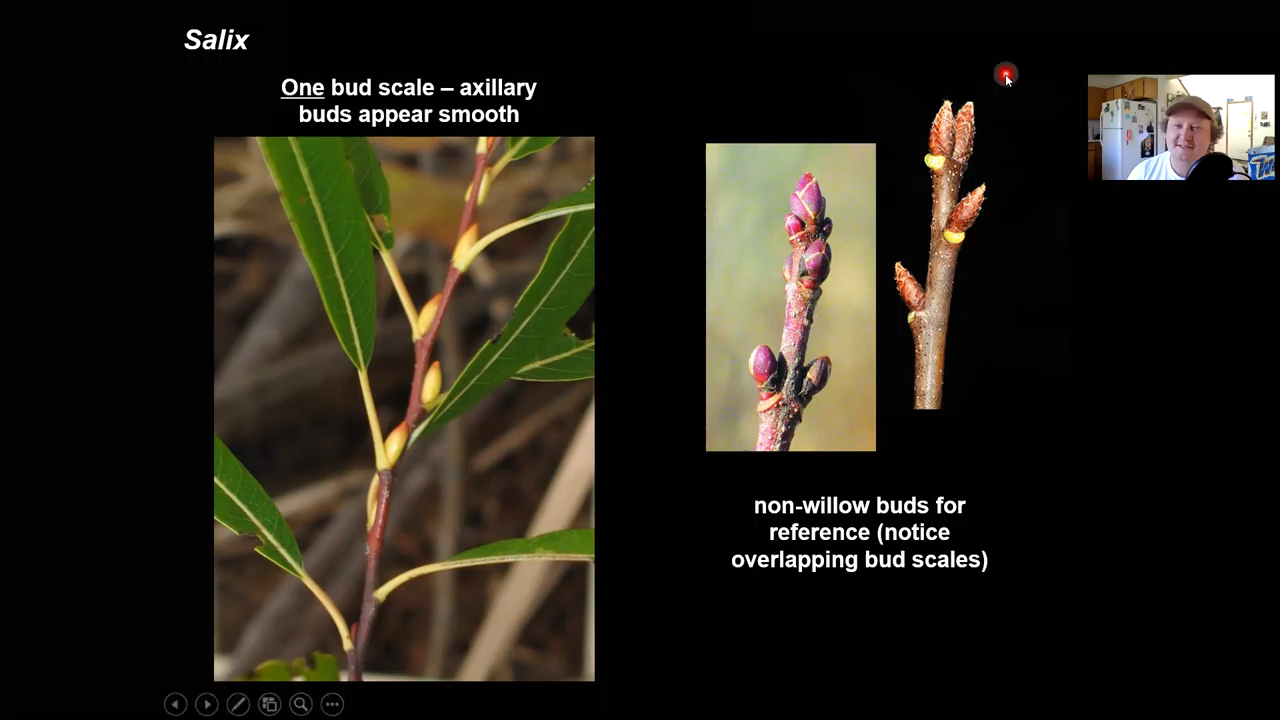 Salix
One bud scale – axillary
buds appear smooth
non-willow buds for
reference (notice
overlapping bud scales)